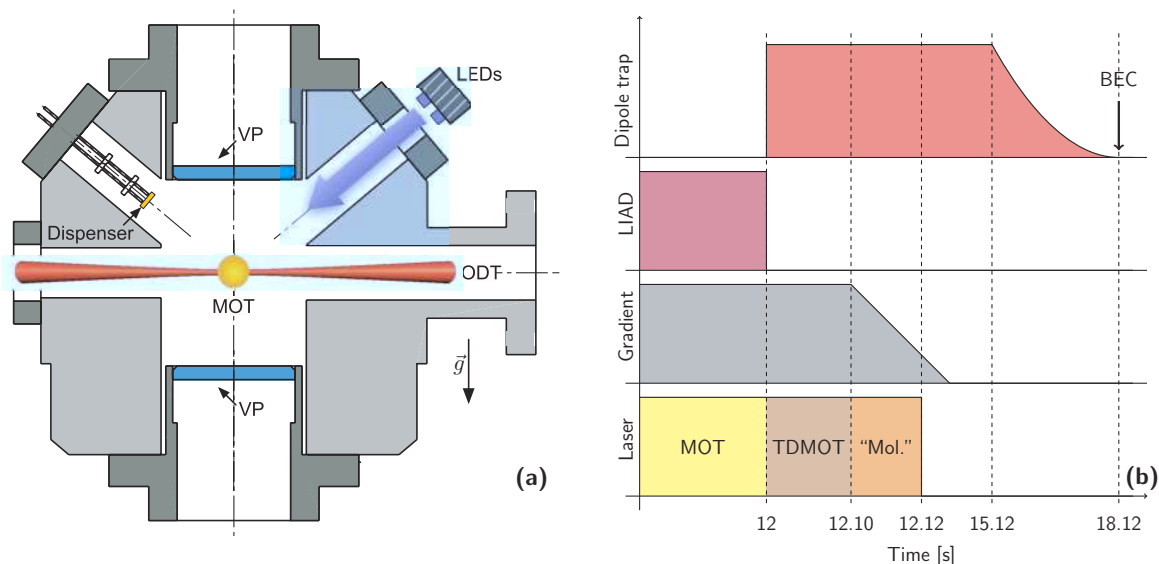 LEDs
VP
Dispenser
ODT
MOT
g⃗
VP
(a)
Dipole trap
BEC
LIAD
Gradient
Laser
MOT
TDMOT
“Mol.”
(b)
12
12.10
12.12
15.12
18.12
Time [s]